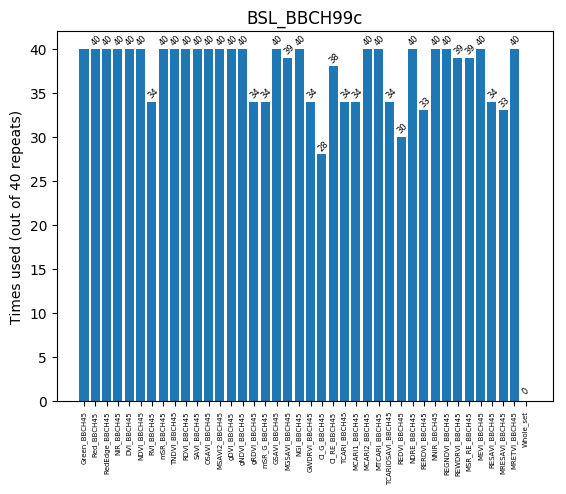 BSL_BBCH99c
Times used (out of 40 repeats)
40
35
30
25
20
15
10
5
0
40
40
40
40
40
34
40
40
40
40
40
40
40
40
34
34
40
39
40
34
28
38
34
34
40
40
34
30
40
33
40
40
39
39
40
34
33
40
0
Green_BBCH45
Red_BBCH45
RedEdge_BBCH45
NIR_BBCH45
DVI_BBCH45
NDVI_BBCH45
RVI_BBCH45
mSR_BBCH45
TNDVI_BBCH45
RDVI_BBCH45
SAVI_BBCH45
OSAVI_BBCH45
MSAVI2_BBCH45
gDVI_BBCH45
gNDVI_BBCH45
gRDVI_BBCH45
mSR_G_BBCH45
GSAVI_BBCH45
MGSAVI_BBCH45
NGI_BBCH45
GWDRVI_BBCH45
CI_G_BBCH45
CI_RE_BBCH45
TCARI_BBCH45
MCARI1_BBCH45
MCARI2_BBCH45
MTCARI_BBCH45
TCARIOSAVI_BBCH45
REDVI_BBCH45
NDRE_BBCH45
RERDVI_BBCH45
NNIR_BBCH45
REGNDVI_BBCH45
REWDRVI_BBCH45
MSR_RE_BBCH45
MEVI_BBCH45
RESAVI_BBCH45
MRESAVI_BBCH45
MRETVI_BBCH45
Whole_set